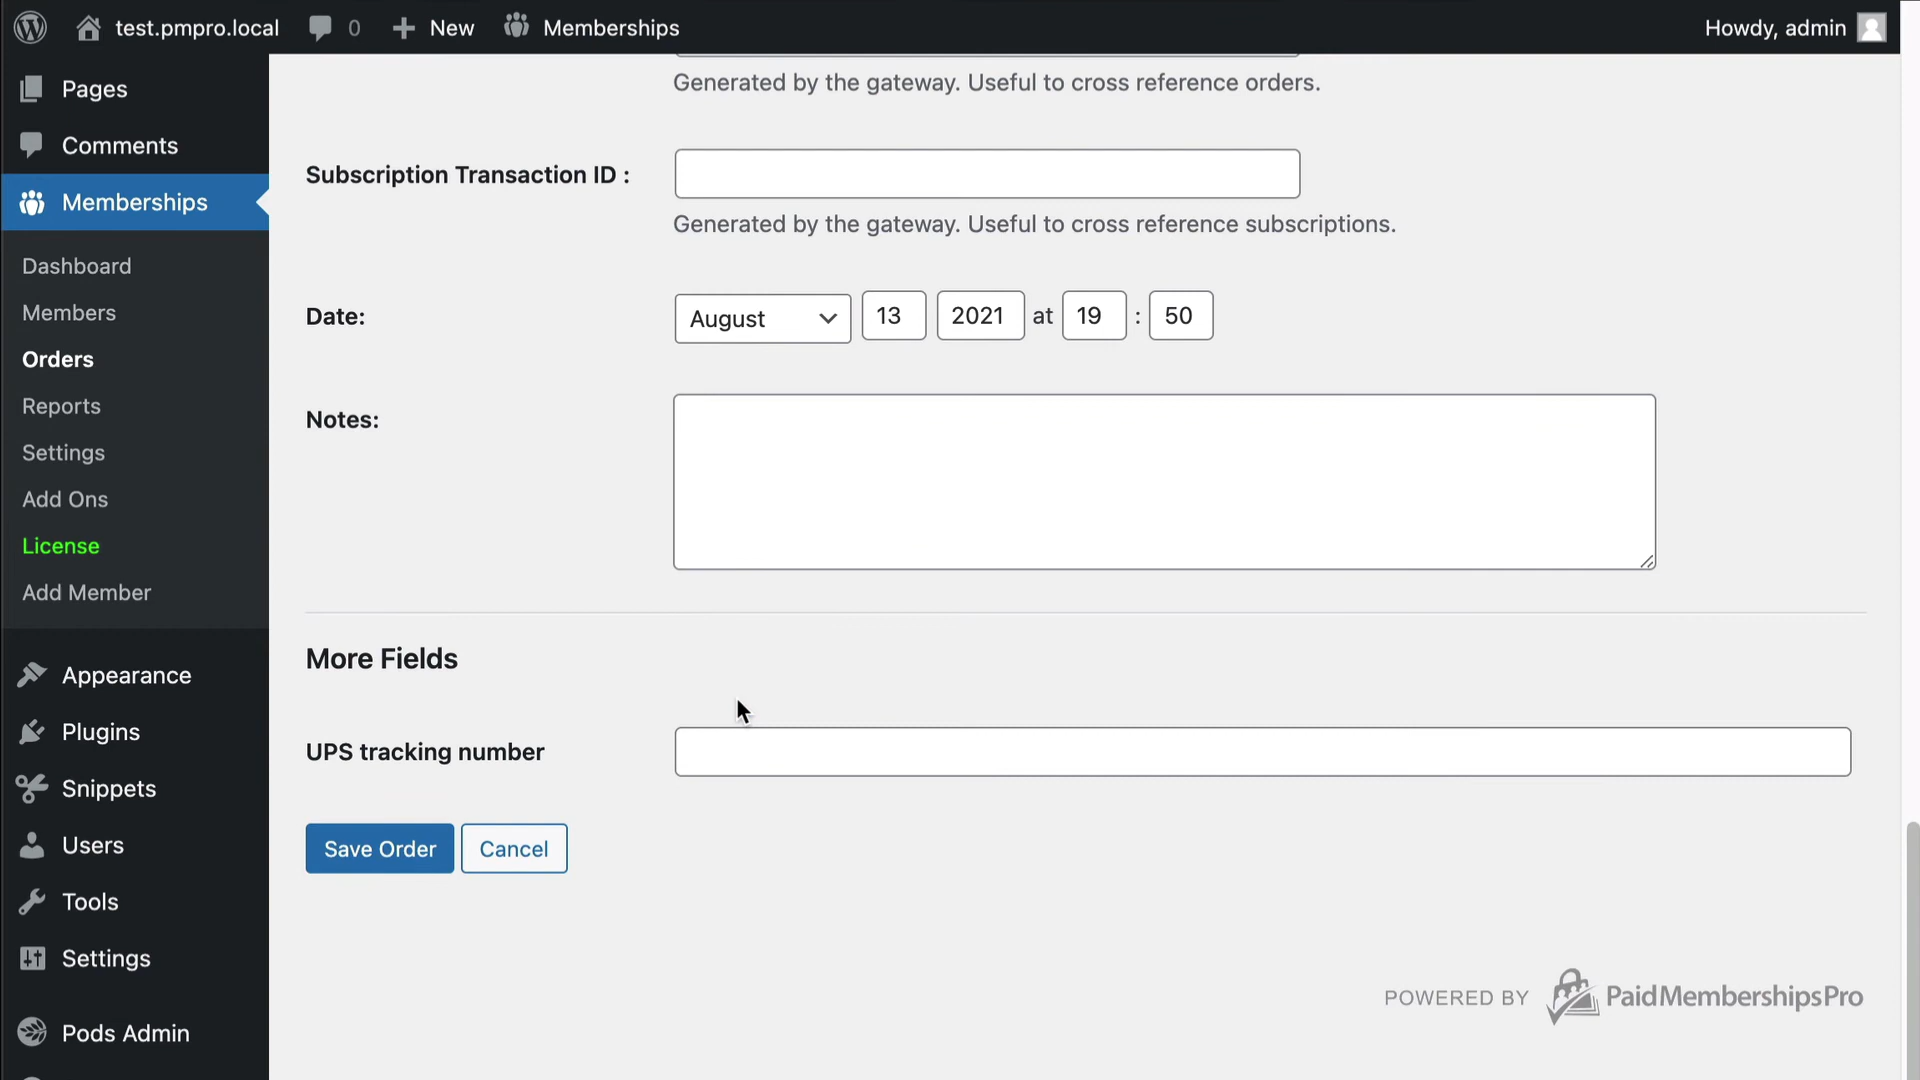 test.pmpro.local
0
New
Memberships
Howdy, admin
Pages
Comments
Memberships
Dashboard
Members
Orders
Reports
Settings
Add Ons
License
Add Member
Appearance
Plugins
Snippets
Users
Tools
Settings
Pods Admin
Generated by the gateway. Useful to cross reference orders.
Subscription Transaction ID :
Generated by the gateway. Useful to cross reference subscriptions.
Date: August 13 2021 at 19 : 50
Notes:
More Fields
UPS tracking number
Save Order Cancel
POWERED BY PaidMembershipsPro